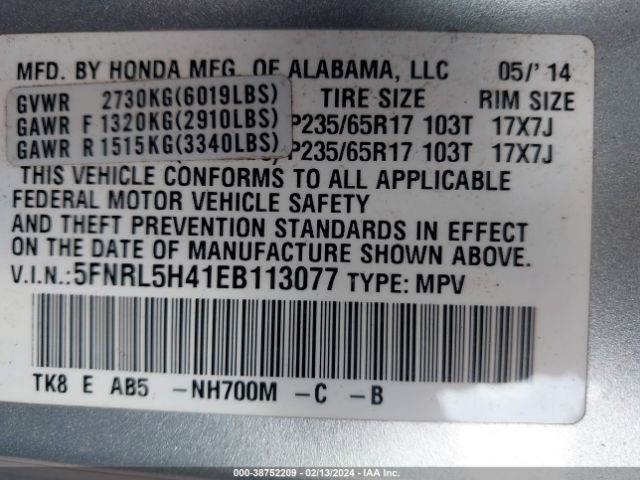 MFD. BY HONDA MFG. OF ALABAMA, LLC 05/'14
GVWR 2730KG(6019LBS) TIRE SIZE RIM SIZE
GAWR F 1320KG(2910LBS) P235/65R17 103T 17X7J
GAWR R 1515KG(3340LBS) P235/65R17 103T 17X7J
THIS VEHICLE CONFORMS TO ALL APPLICABLE
FEDERAL MOTOR VEHICLE SAFETY
AND THEFT PREVENTION STANDARDS IN EFFECT
ON THE DATE OF MANUFACTURE SHOWN ABOVE.
V.I.N.:5FNRL5H41EB113077 TYPE: MPV
TK8 E AB5 -NH700M -C -B
000-38752209 - 02/13/2024 - IAA Inc.